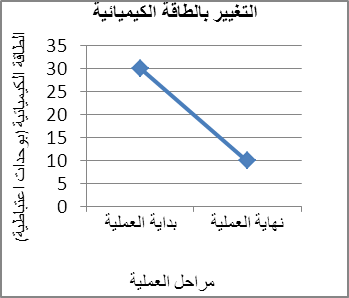 التغيير بالطاقة الكيميائية
الطاقة الكيميائية (بوحدات اعتباطية)
35
30
25
20
15
10
5
0
بداية العملية
نهاية العملية
مراحل العملية